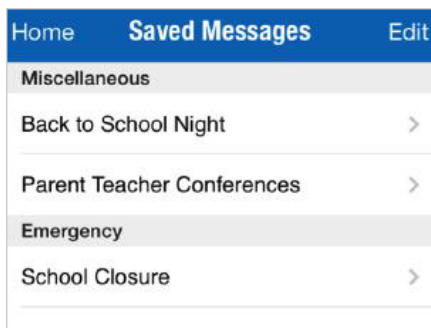 Home Saved Messages Edit
Miscellaneous
Back to School Night
Parent Teacher Conferences
Emergency
School Closure